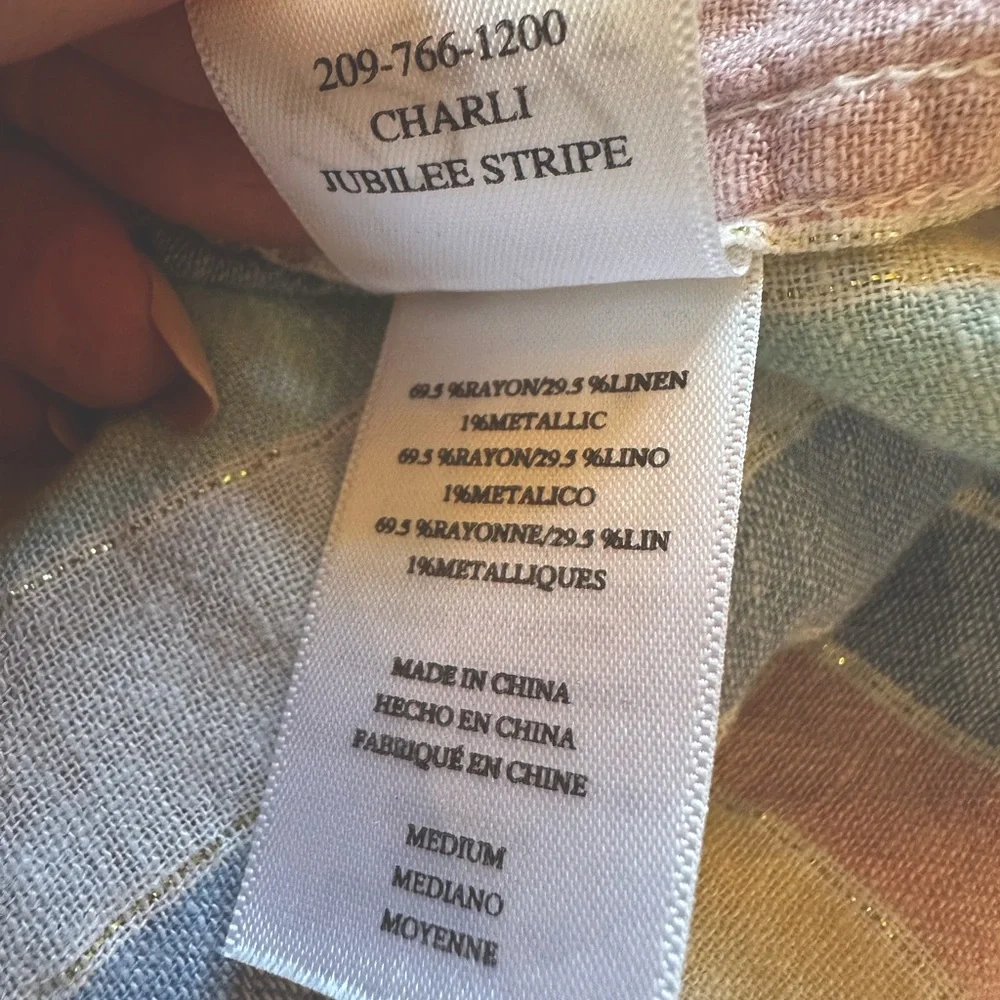 209-766-1200
CHARLI
JUBILEE STRIPE
69.5 %RAYON/29.5 %LINEN
1%METALLIC
69.5 %RAYON/29.5 %LINO
1%METALICO
69.5 %RAYONNE/29.5 %LIN
1%METALLIQUES
MADE IN CHINA
HECHO EN CHINA
FABRIQUÉ EN CHINE
MEDIUM
MEDIANO
MOYENNE